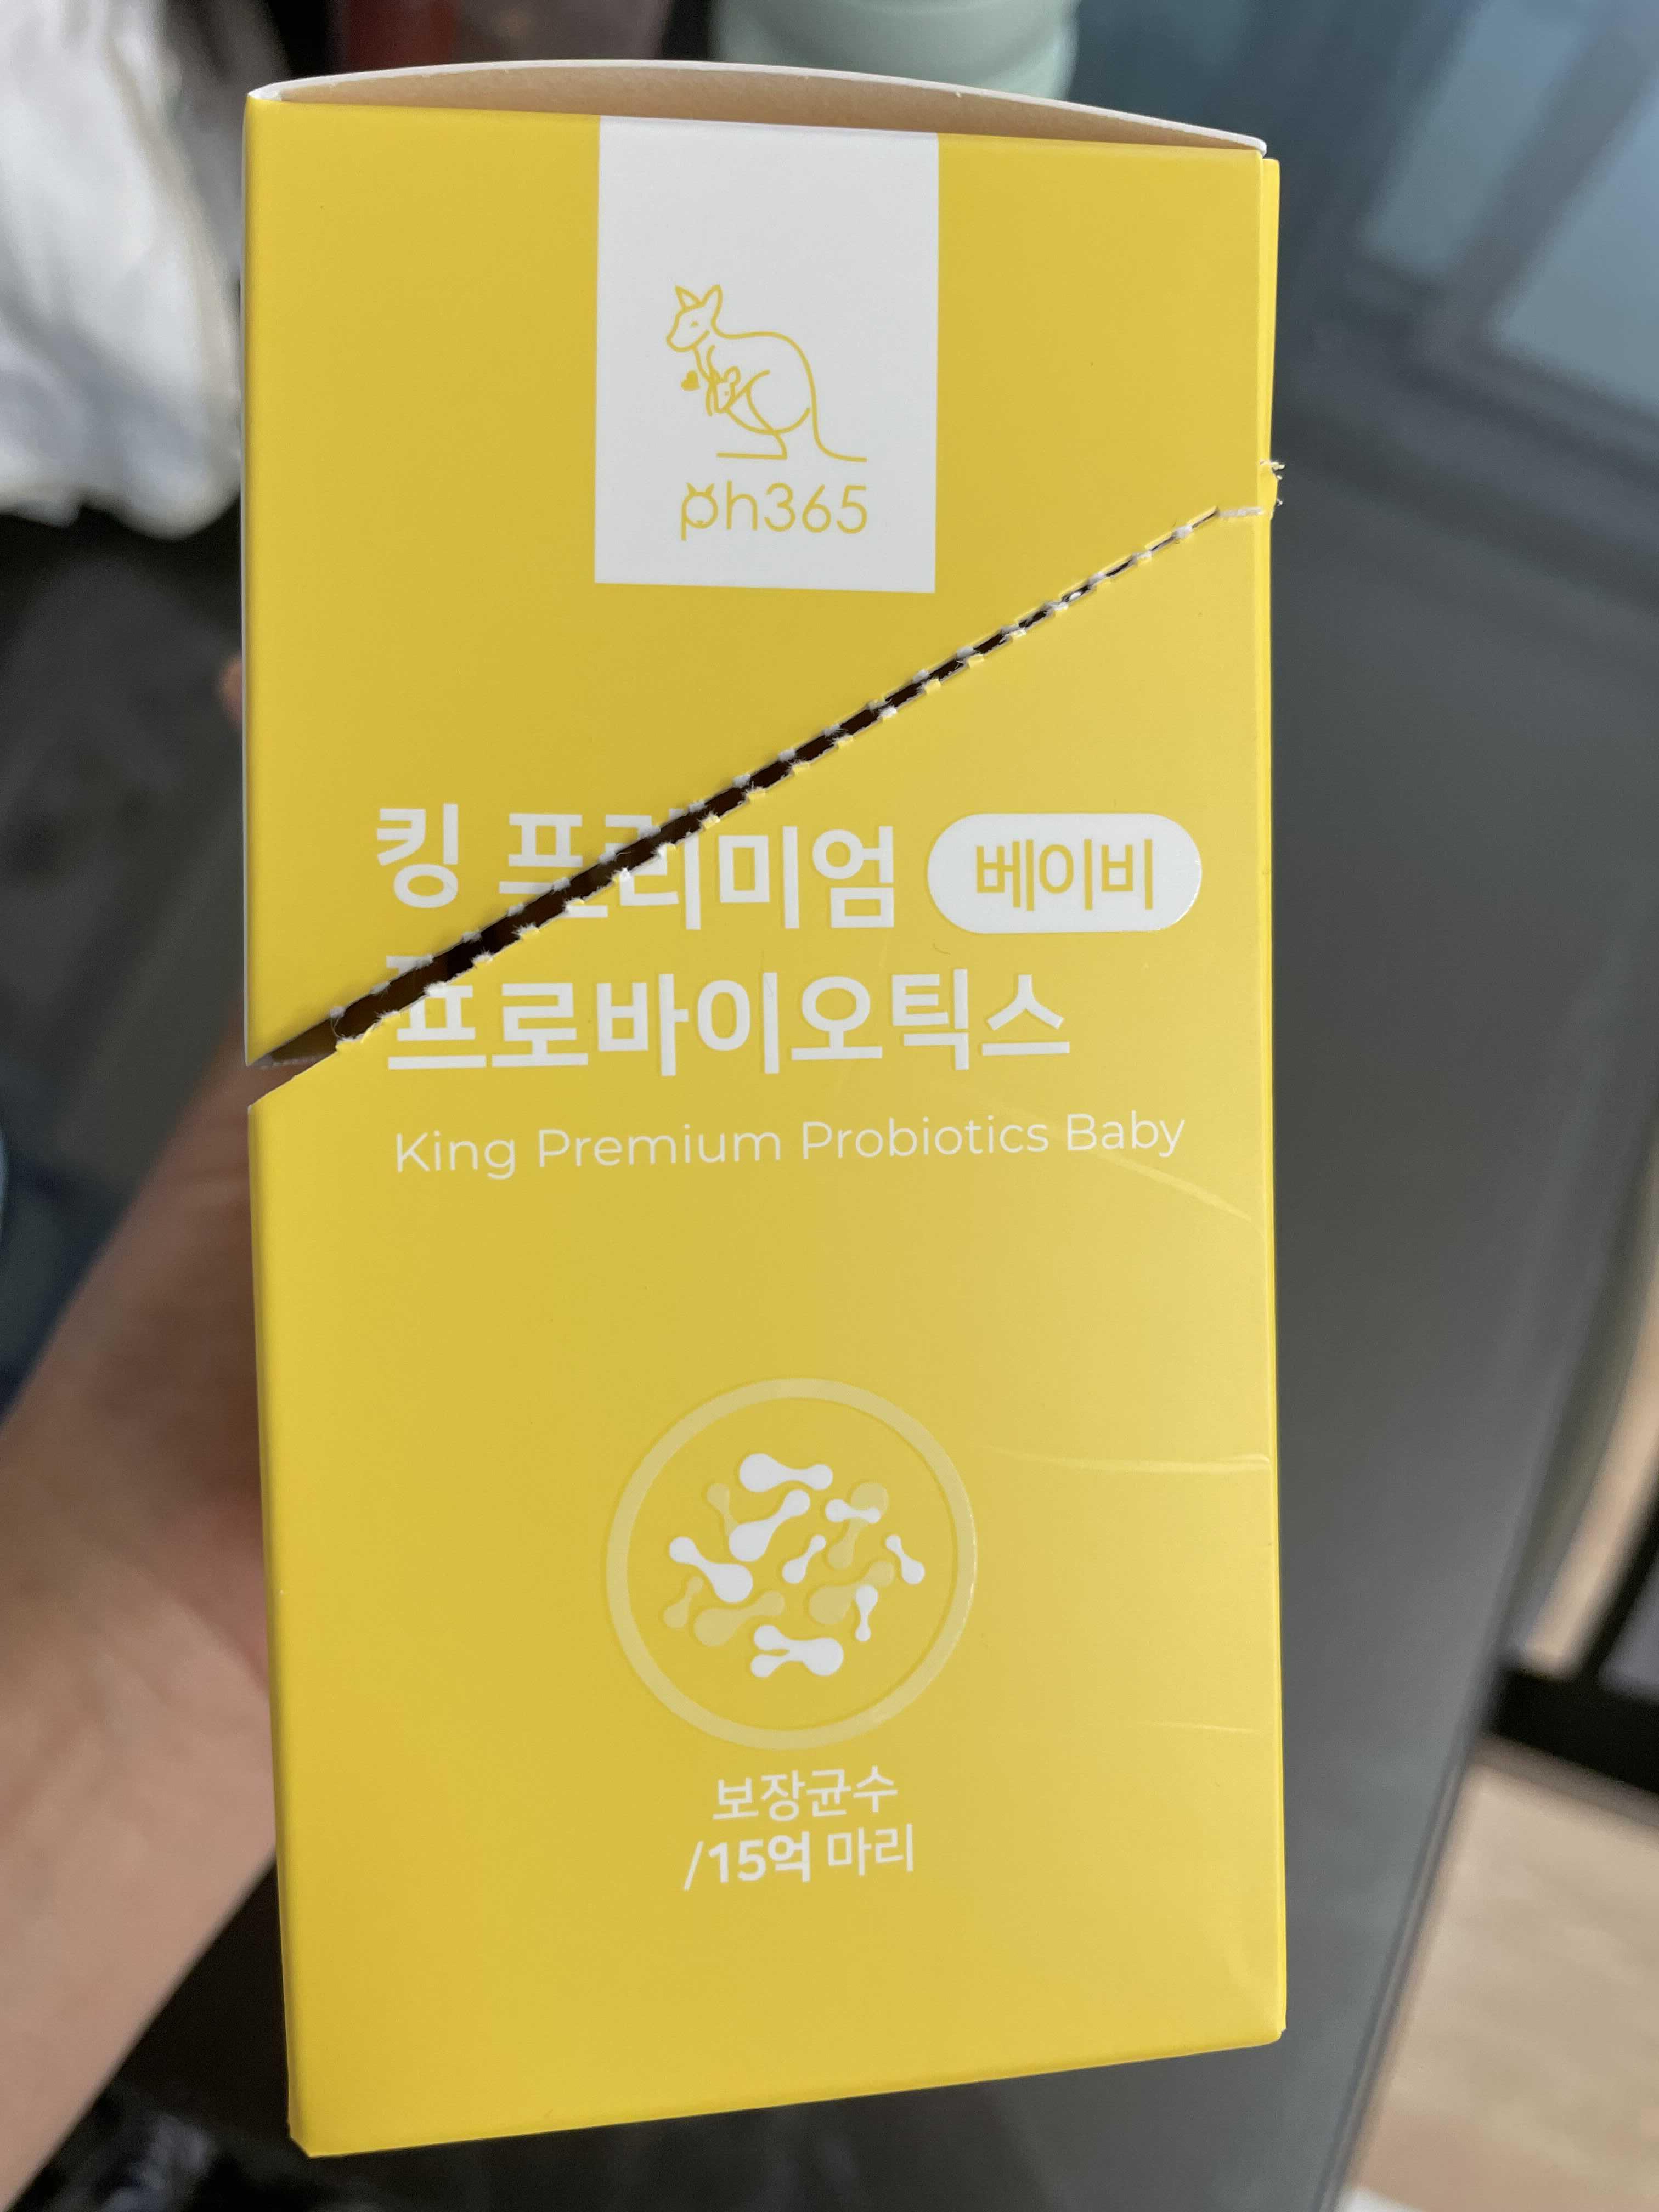 ph365
킹 프리미엄 베이비
프로바이오틱스
King Premium Probiotics Baby
보장균수
/15억 마리